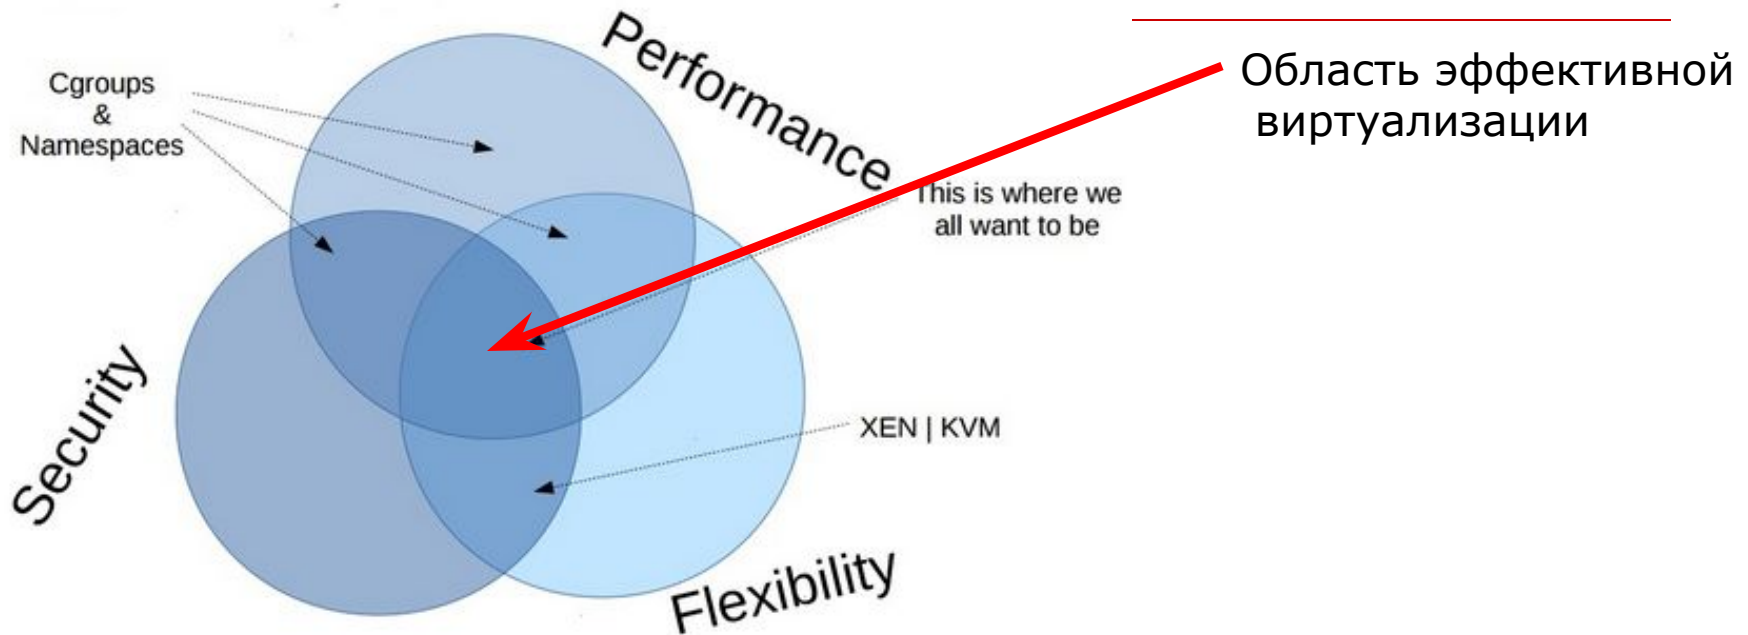 Performance
Область эффективной
виртуализации
Cgroups
&
Namespaces
This is where we
all want to be
Security
XEN | KVM
Flexibility